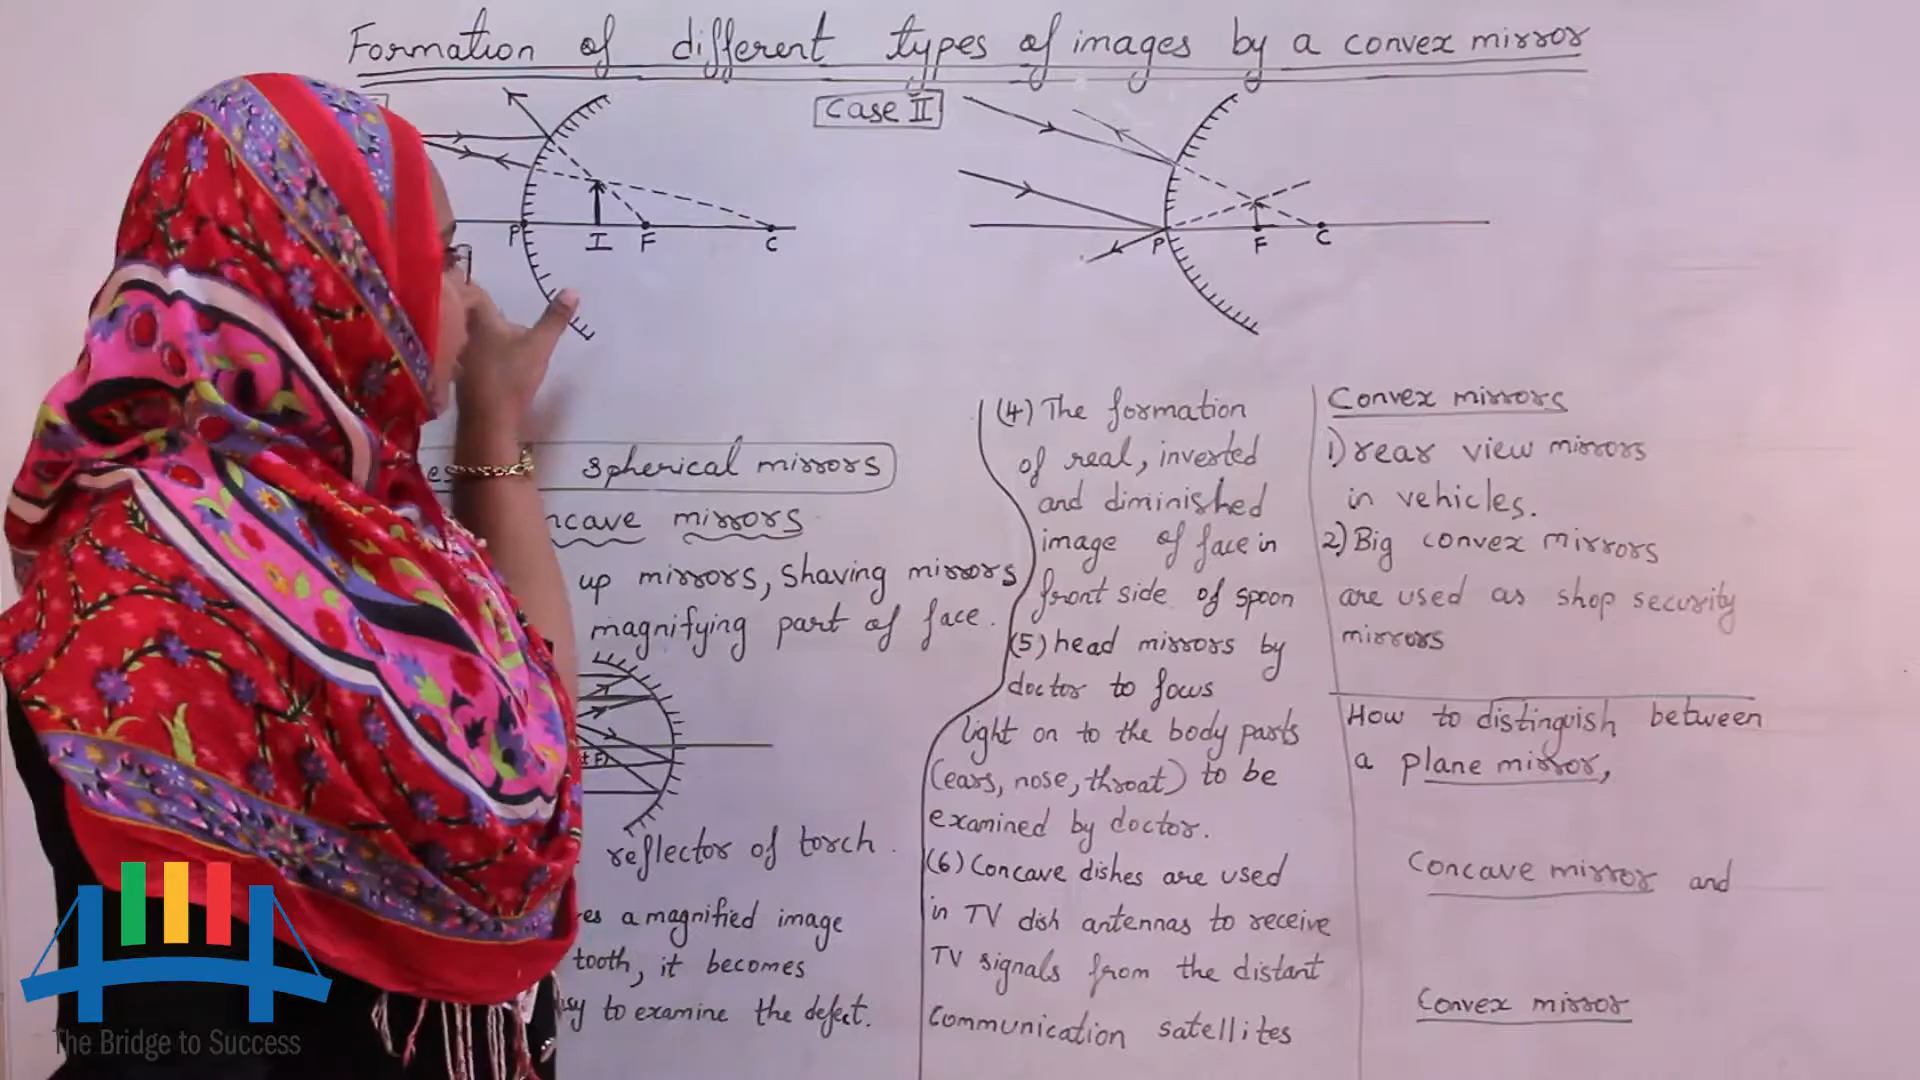 Formation of different types of images by a convex mirror
Case II
P I F C
P F C
spherical mirrors
mirrors
up mirrors, shaving mirrors
magnifying part of face.
reflector of torch.
a magnified image
tooth, it becomes
to examine the defect.
(4) The formation
of real, inverted
and diminished
image of face in
front side of spoon
(5) head mirrors by
doctor to focus
light on to the body parts
(ears, nose, throat) to be
examined by doctor.
(6) Concave dishes are used
in TV dish antennas to receive
TV signals from the distant
communication satellites
Convex mirrors
1) rear view mirrors
in vehicles.
2) Big convex mirrors
are used as shop security
mirrors
How to distinguish between
a plane mirror,
Concave mirror and
Convex mirror
The Bridge to Success